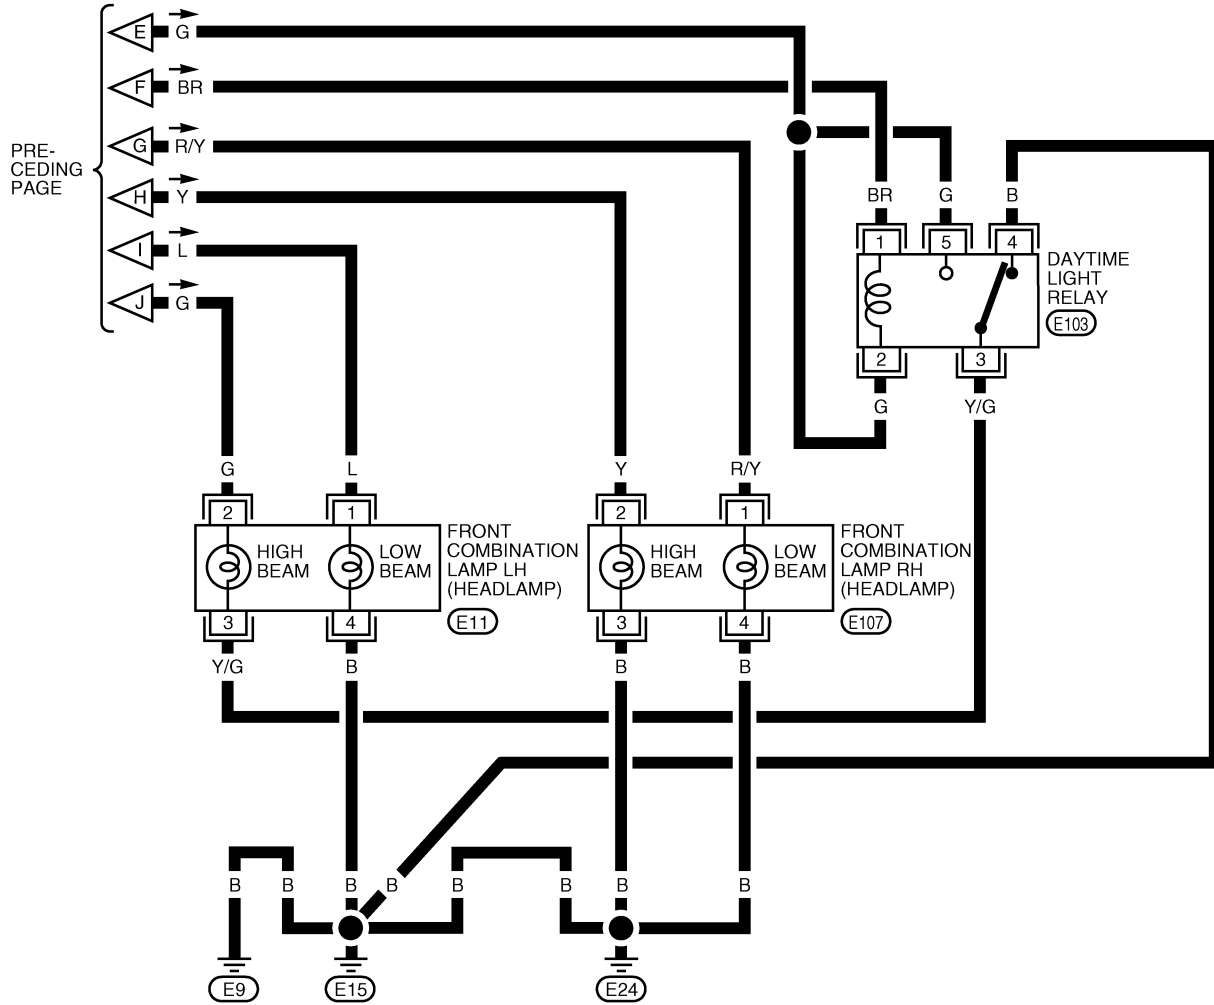 E G
F BR
G R/Y
H Y
I L
J G
PRE-
CEDING
PAGE
BR G B
1 5 4
DAYTIME
LIGHT
RELAY
E103
2 3
G Y/G
G L Y R/Y
2 1 2 1
HIGH
BEAM
LOW
BEAM
FRONT
COMBINATION
LAMP LH
(HEADLAMP)
E11
HIGH
BEAM
LOW
BEAM
FRONT
COMBINATION
LAMP RH
(HEADLAMP)
E107
3 4 3 4
Y/G B B B
B B B B B B B B
E9 E15 E24